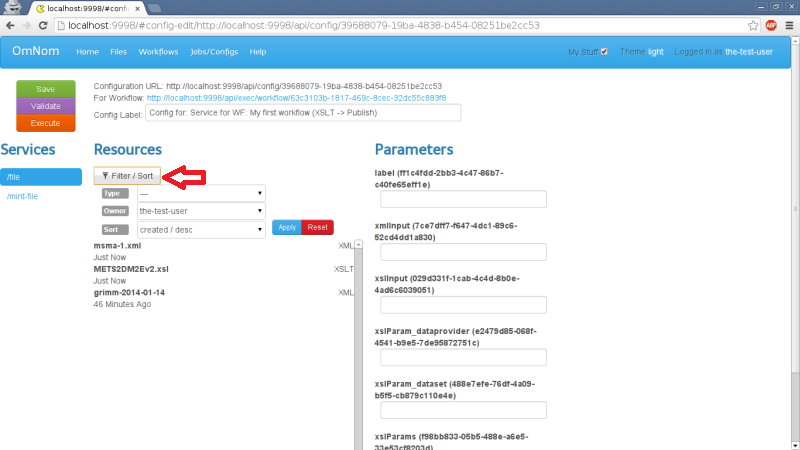 localhost:9998/#confi
localhost:9998/#config-edit/http://localhost:9998/api/config/39688079-19ba-4838-b454-08251be2cc53
ABP
OmNom Home Files Workflows Jobs/Configs Help My Stuff Theme light Logged in as the-test-user
Save
Validate
Execute
Configuration URL: http://localhost:9998/api/config/39688079-19ba-4838-b454-08251be2cc53
For Workflow: http://localhost:9998/api/exec/workflow/63c3103b-1817-469c-8cec-32dc55c883f8
Config Label: Config for: Service for WF: My first workflow (XSLT -> Publish)
Services
/file
/mint-file
Resources
Filter / Sort
Type —
Owner the-test-user
Sort created / desc Apply Reset
msma-1.xml XML
Just Now
METS2DM2Ev2.xsl XSLT
Just Now
grimm-2014-01-14 XML
46 Minutes Ago
Parameters
label (ff1c4fdd-2bb3-4c47-86b7-
c40fe65eff1e)
xmlInput (7ce7dff7-f647-4dc1-89c6-
52cd4dd1a830)
xslInput (029d331f-1cab-4c4d-8b0e-
4ad6c6039051)
xslParam_dataprovider (e2479d85-068f-
4541-b9e5-7de95872751c)
xslParam_dataset (488e7efe-76df-4a09-
b5f5-cb879c110e4e)
xslParams (f98bb833-05b5-488e-a6e5-
33e53cf8203d)